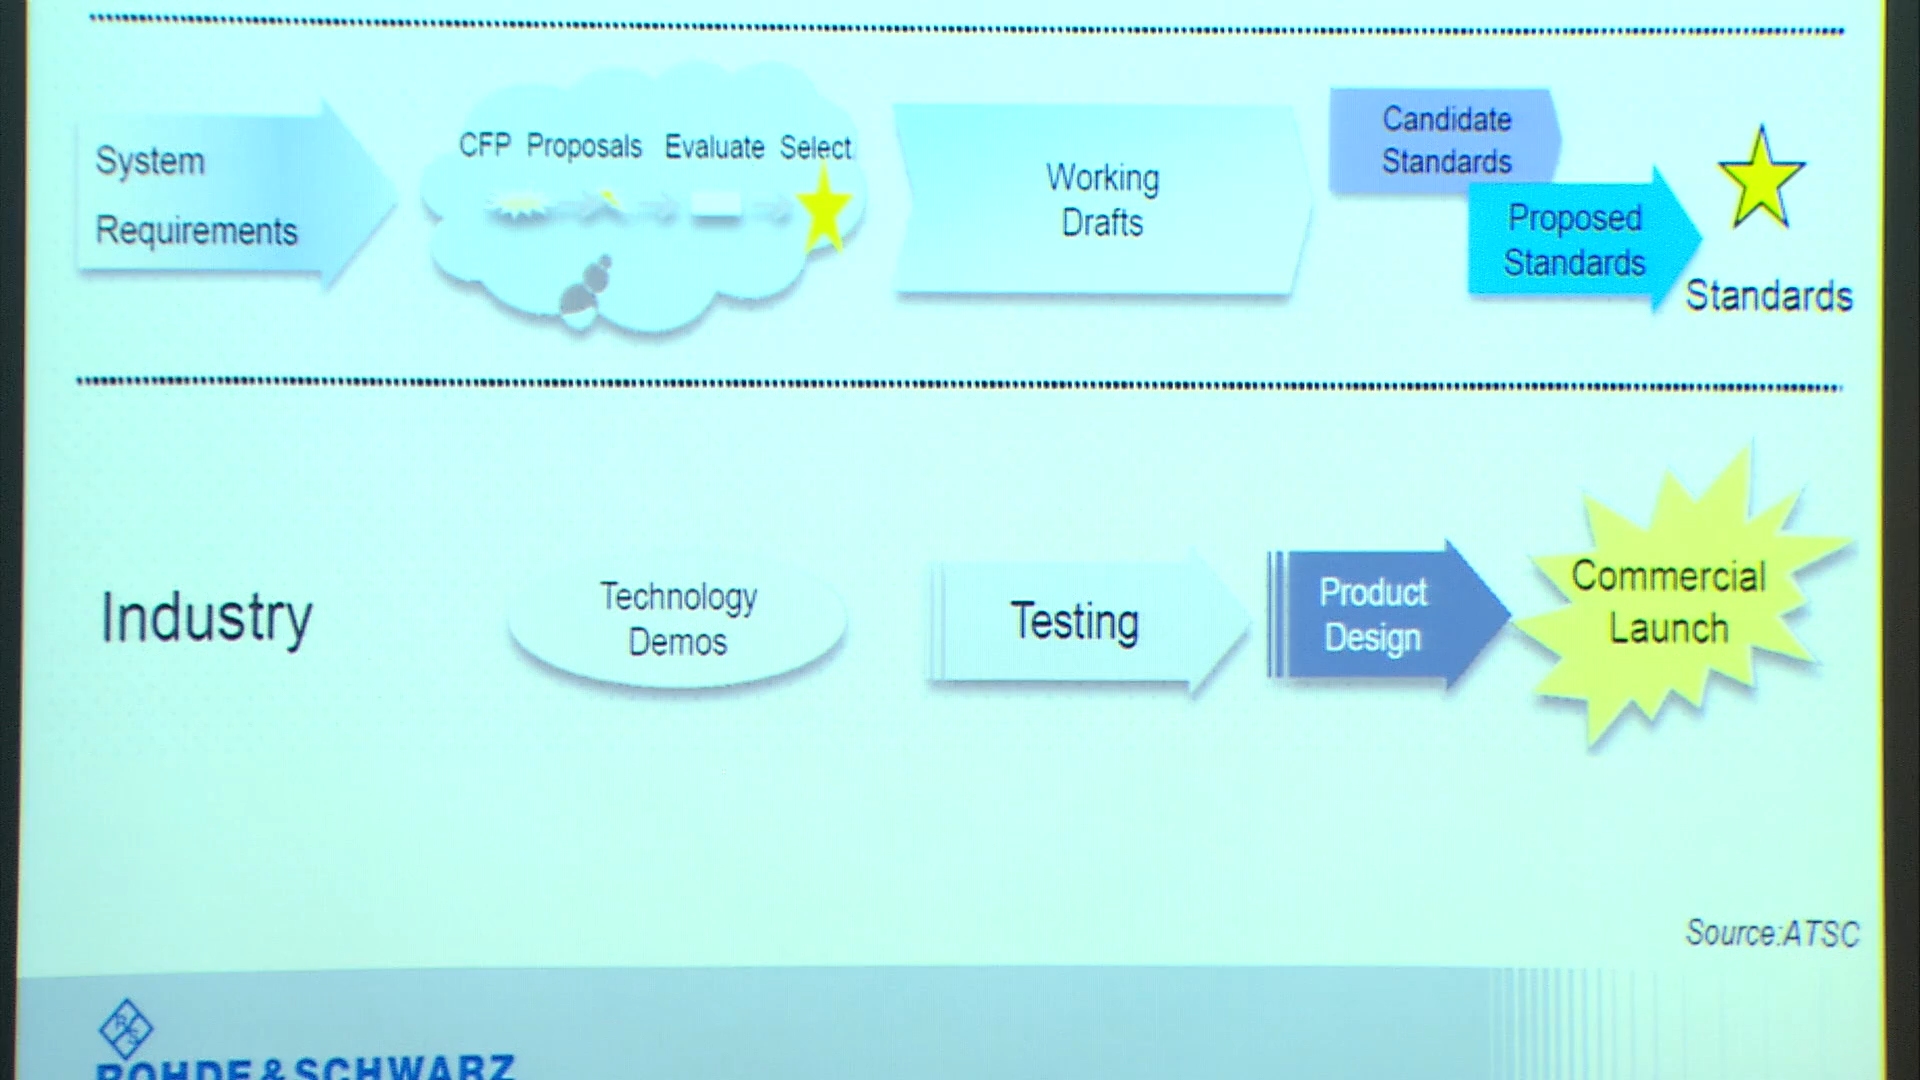 System
Requirements
CFP Proposals Evaluate Select
Working
Drafts
Candidate
Standards
Proposed
Standards
Standards
Industry
Technology
Demos
Testing
Product
Design
Commercial
Launch
Source:ATSC
RS
ROHDE&SCHWARZ